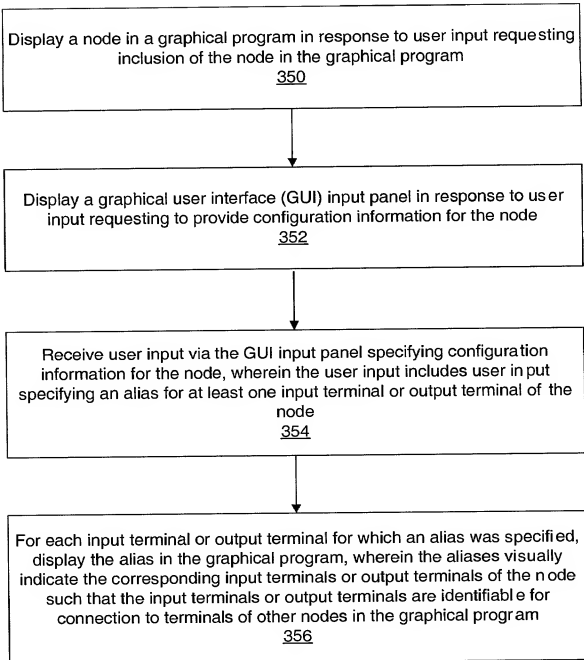 Display a node in a graphical program in response to user input requesting
inclusion of the node in the graphical program
350
Display a graphical user interface (GUI) input panel in response to user
input requesting to provide configuration information for the node
352
Receive user input via the GUI input panel specifying configuration
information for the node, wherein the user input includes user input
specifying an alias for at least one input terminal or output terminal of the
node
354
For each input terminal or output terminal for which an alias was specified,
display the alias in the graphical program, wherein the aliases visually
indicate the corresponding input terminals or output terminals of the node
such that the input terminals or output terminals are identifiable for
connection to terminals of other nodes in the graphical program
356